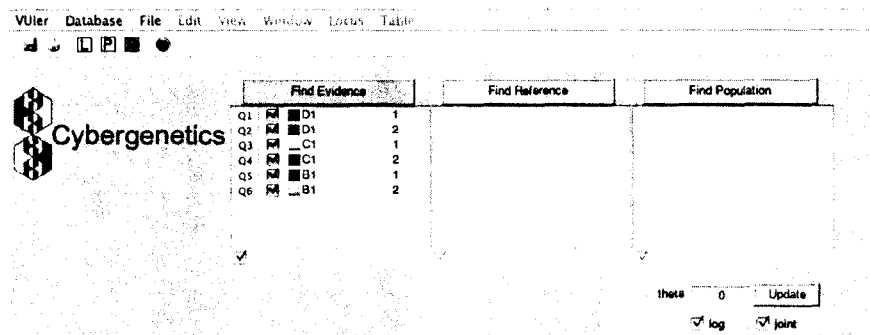 VUler Database File Edit View Window Locus Table
L P
Find Evidence Find Reference Find Population
Cybergenetics
Q1 D1 1
Q2 D1 2
Q3 C1 1
Q4 C1 2
Q5 B1 1
Q6 B1 2
theta 0 Update
log joint